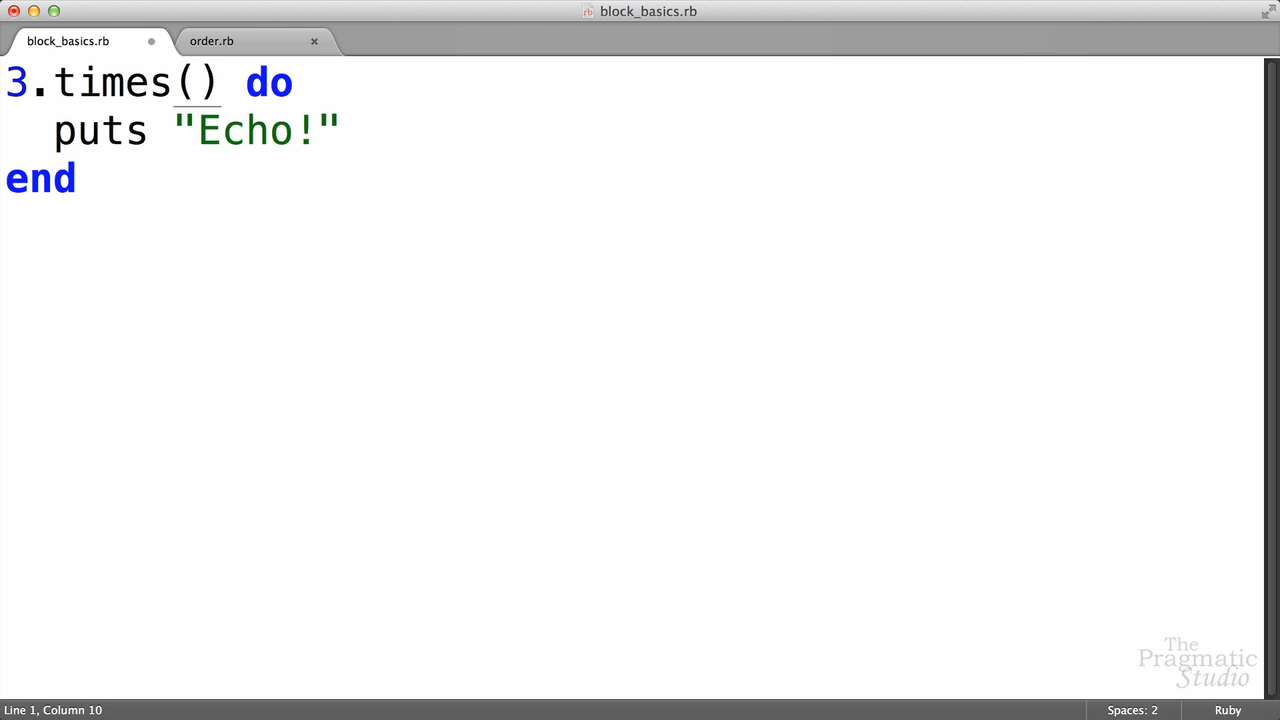 block_basics.rb
block_basics.rb
order.rb
3.times() do
  puts "Echo!"
end
The
Pragmatic
Studio
Line 1, Column 10
Spaces: 2
Ruby